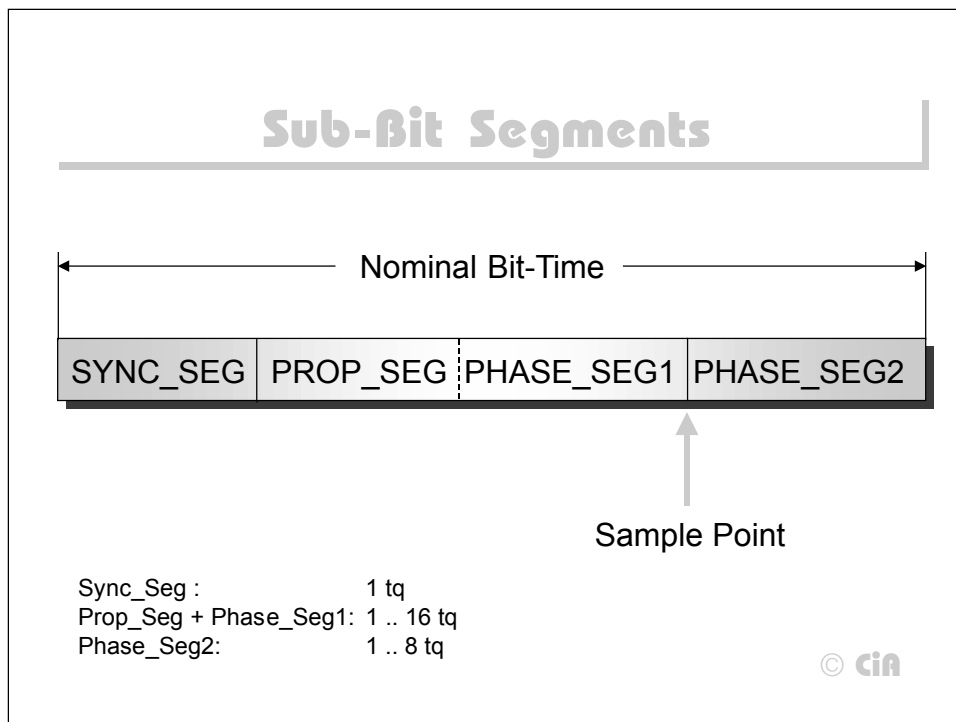 Sub-Bit Segments
Nominal Bit-Time
SYNC_SEG PROP_SEG PHASE_SEG1 PHASE_SEG2
Sample Point
Sync_Seg : 1 tq
Prop_Seg + Phase_Seg1: 1 .. 16 tq
Phase_Seg2: 1 .. 8 tq
© CiA